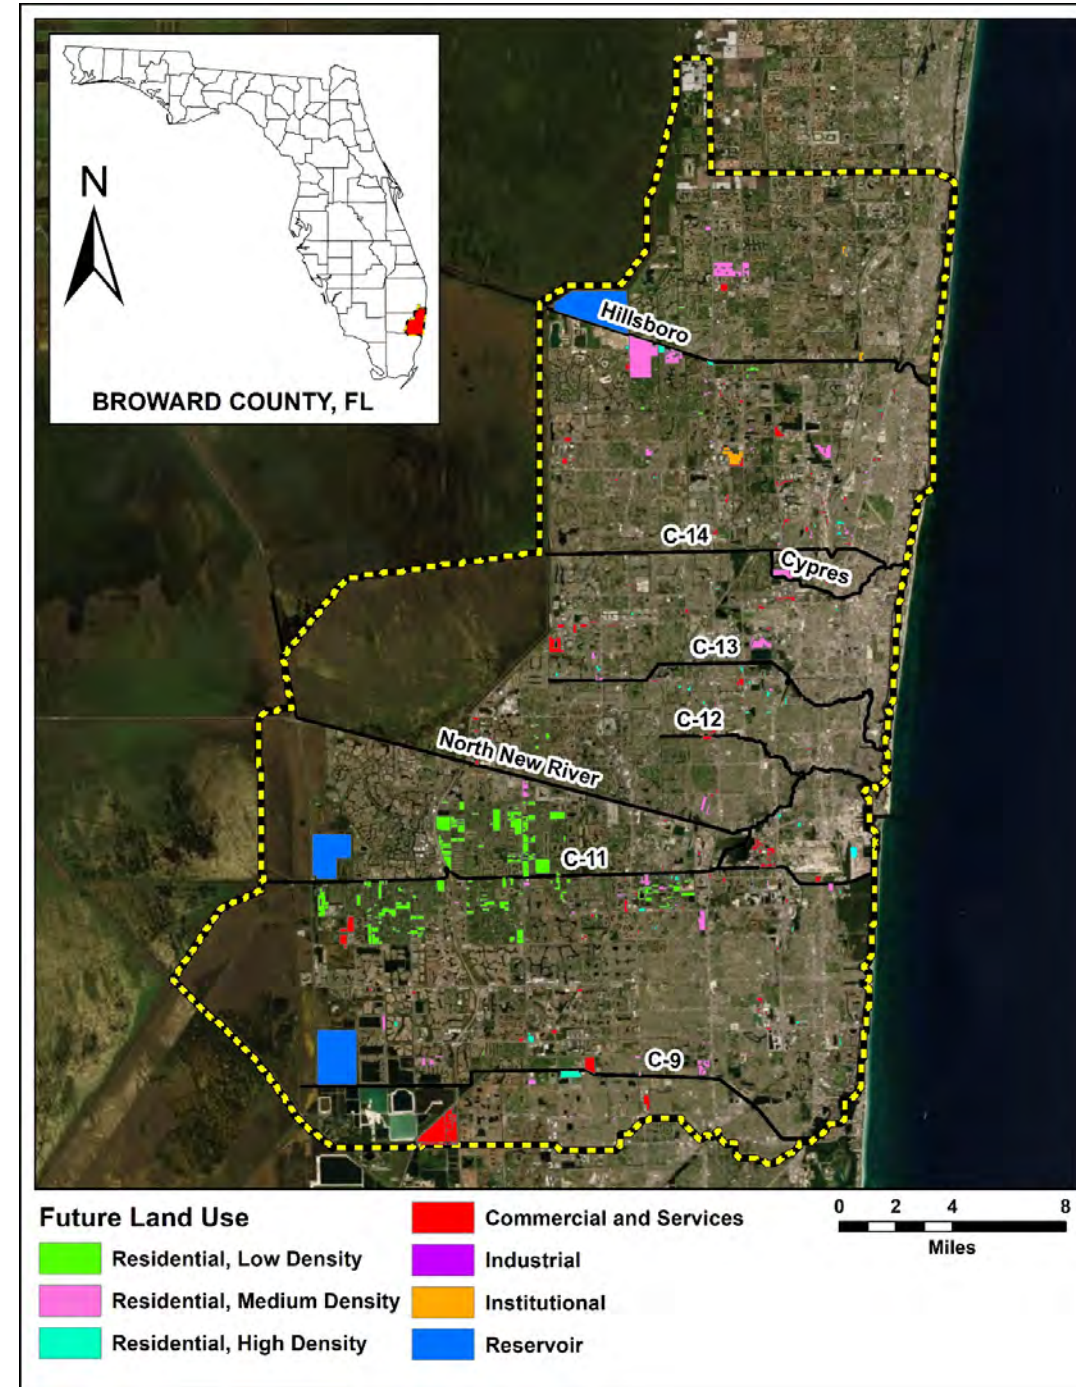 N
BROWARD COUNTY, FL
Hillsboro
C-14
Cypres
C-13
C-12
North New River
C-11
C-9
Future Land Use
Residential, Low Density
Residential, Medium Density
Residential, High Density
Commercial and Services
Industrial
Institutional
Reservoir
0 2 4 8
Miles